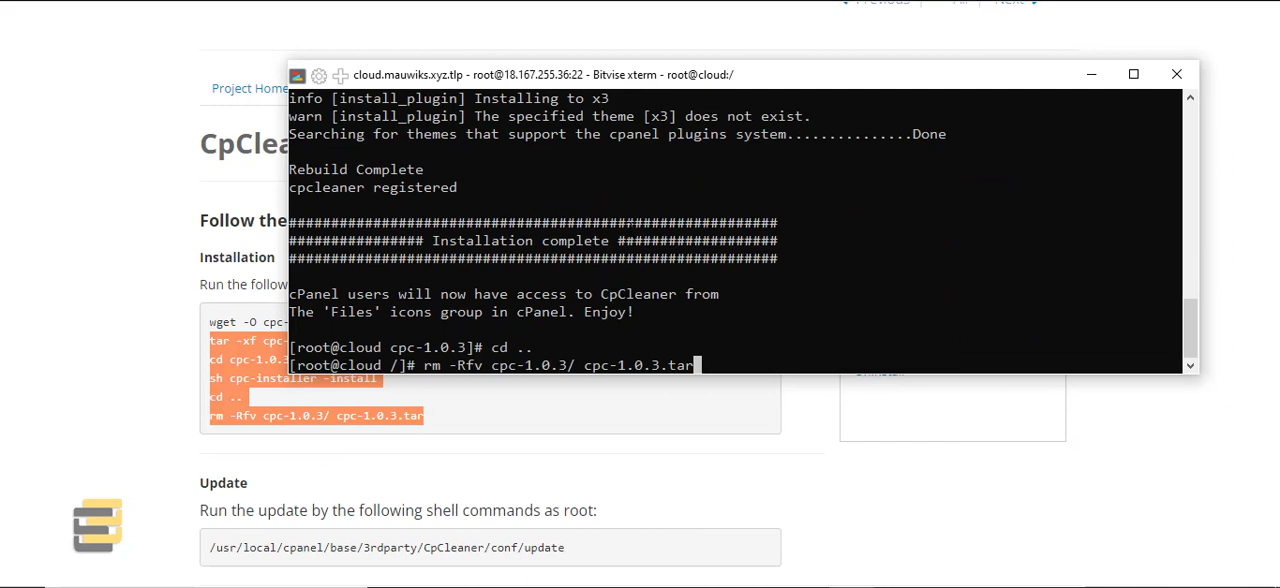 Previous
All
Next
cloud.mauwiks.xyz.tlp - root@18.167.255.36:22 - Bitvise xterm - root@cloud:/
Project Home
info [install_plugin] Installing to x3
warn [install_plugin] The specified theme [x3] does not exist.
Searching for themes that support the cpanel plugins system...............Done
Rebuild Complete
cpcleaner registered
##########################################################
################ Installation complete ###################
##########################################################
cPanel users will now have access to CpCleaner from
The 'Files' icons group in cPanel. Enjoy!
[root@cloud cpc-1.0.3]# cd ..
[root@cloud /]# rm -Rfv cpc-1.0.3/ cpc-1.0.3.tar
CpClea
Follow the
Installation
Run the follow
wget -O cpc-
tar -xf cpc-
cd cpc-1.0.3
sh cpc-installer -install
cd ..
rm -Rfv cpc-1.0.3/ cpc-1.0.3.tar
Update
Run the update by the following shell commands as root:
/usr/local/cpanel/base/3rdparty/CpCleaner/conf/update